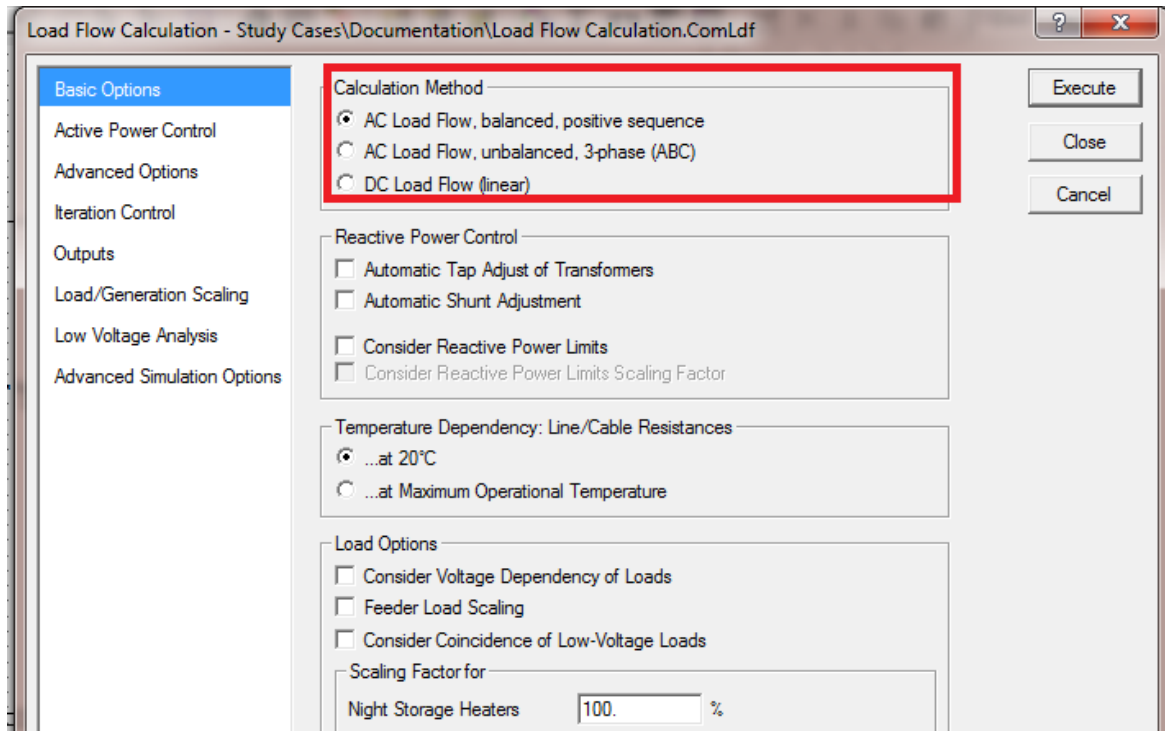 Load Flow Calculation - Study Cases\Documentation\Load Flow Calculation.ComLdf
? X
Basic Options
Active Power Control
Advanced Options
Iteration Control
Outputs
Load/Generation Scaling
Low Voltage Analysis
Advanced Simulation Options
Calculation Method
AC Load Flow, balanced, positive sequence
AC Load Flow, unbalanced, 3-phase (ABC)
DC Load Flow (linear)
Reactive Power Control
Automatic Tap Adjust of Transformers
Automatic Shunt Adjustment
Consider Reactive Power Limits
Consider Reactive Power Limits Scaling Factor
Temperature Dependency: Line/Cable Resistances
...at 20°C
...at Maximum Operational Temperature
Load Options
Consider Voltage Dependency of Loads
Feeder Load Scaling
Consider Coincidence of Low-Voltage Loads
Scaling Factor for
Night Storage Heaters 100. %
Execute
Close
Cancel